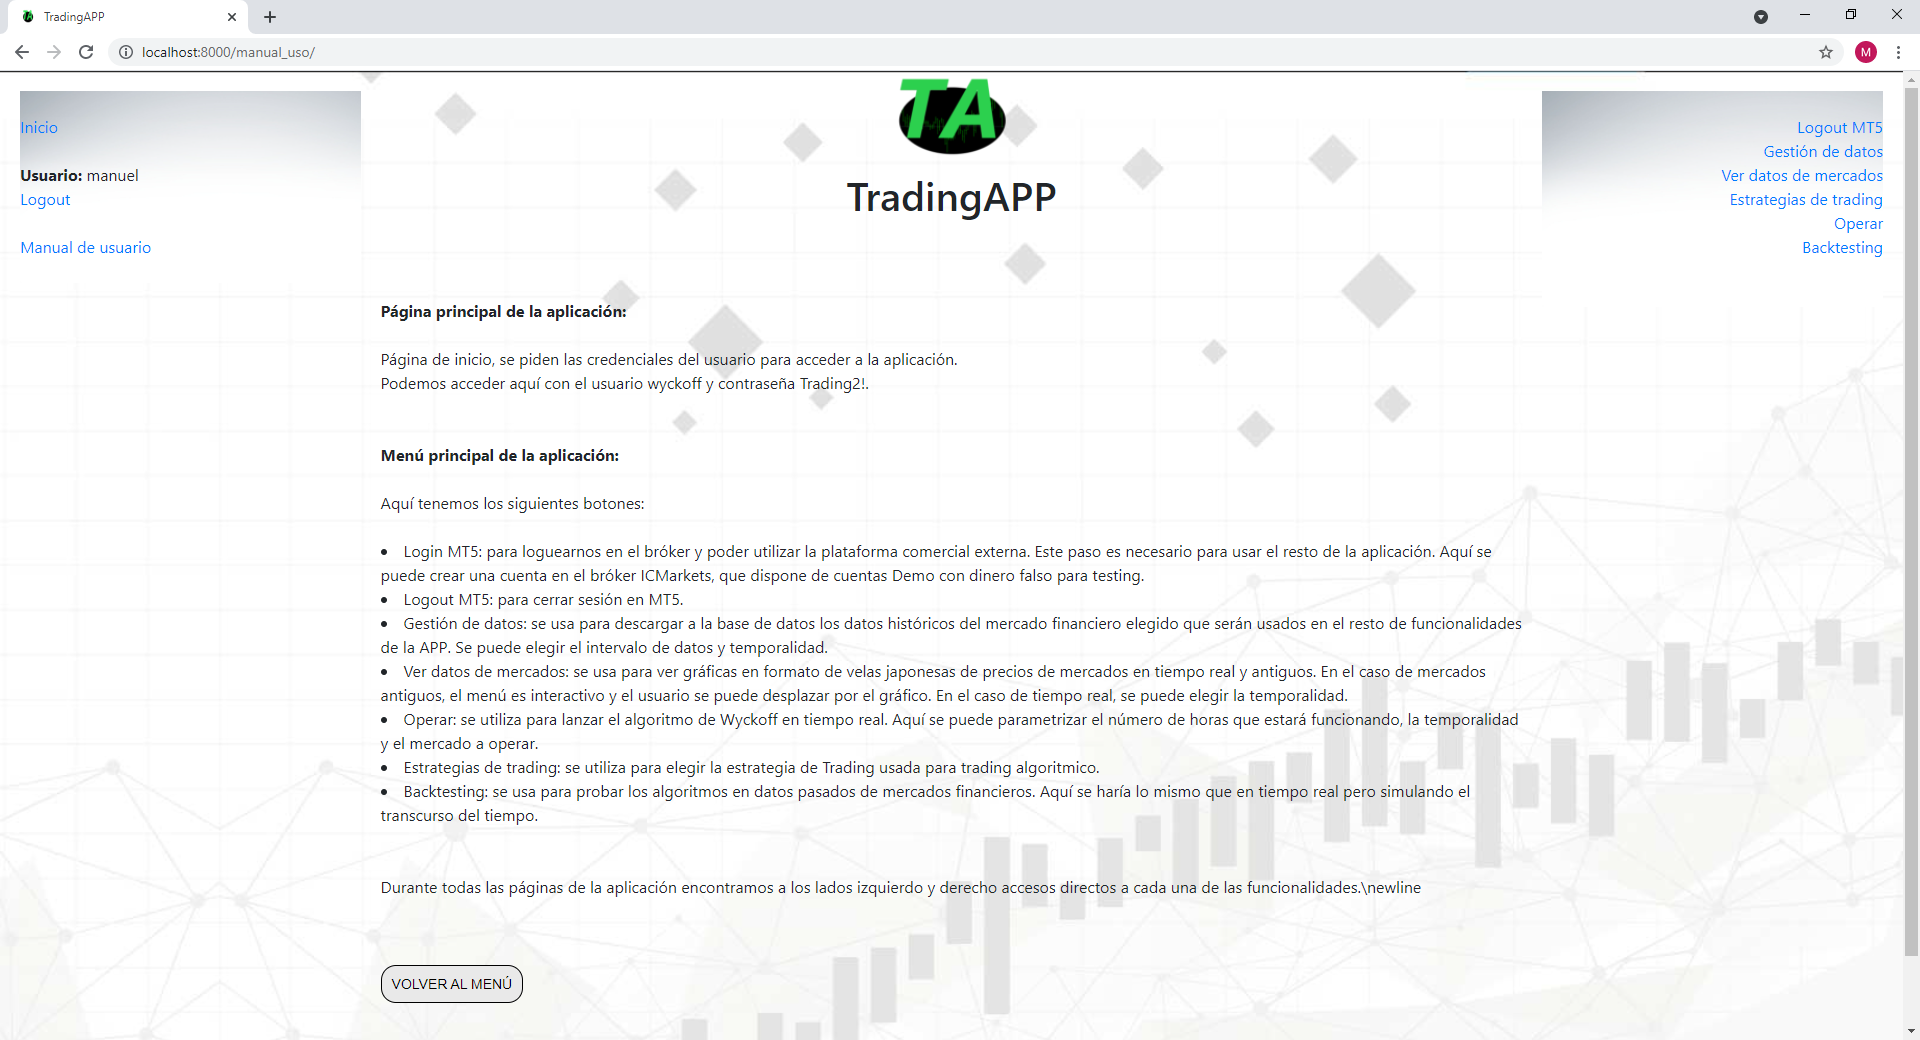 TradingAPP
localhost:8000/manual_uso/
M
TA
TradingAPP
Inicio
Usuario: manuel
Logout
Manual de usuario
Logout MT5
Gestión de datos
Ver datos de mercados
Estrategias de trading
Operar
Backtesting
Página principal de la aplicación:
Página de inicio, se piden las credenciales del usuario para acceder a la aplicación.
Podemos acceder aquí con el usuario wyckoff y contraseña Trading2!.
Menú principal de la aplicación:
Aquí tenemos los siguientes botones:
• Login MT5: para loguearnos en el bróker y poder utilizar la plataforma comercial externa. Este paso es necesario para usar el resto de la aplicación. Aquí se
puede crear una cuenta en el bróker ICMarkets, que dispone de cuentas Demo con dinero falso para testing.
• Logout MT5: para cerrar sesión en MT5.
• Gestión de datos: se usa para descargar a la base de datos los datos históricos del mercado financiero elegido que serán usados en el resto de funcionalidades
de la APP. Se puede elegir el intervalo de datos y temporalidad.
• Ver datos de mercados: se usa para ver gráficas en formato de velas japonesas de precios de mercados en tiempo real y antiguos. En el caso de mercados
antiguos, el menú es interactivo y el usuario se puede desplazar por el gráfico. En el caso de tiempo real, se puede elegir la temporalidad.
• Operar: se utiliza para lanzar el algoritmo de Wyckoff en tiempo real. Aquí se puede parametrizar el número de horas que estará funcionando, la temporalidad
y el mercado a operar.
• Estrategias de trading: se utiliza para elegir la estrategia de Trading usada para trading algoritmico.
• Backtesting: se usa para probar los algoritmos en datos pasados de mercados financieros. Aquí se haría lo mismo que en tiempo real pero simulando el
transcurso del tiempo.
Durante todas las páginas de la aplicación encontramos a los lados izquierdo y derecho accesos directos a cada una de las funcionalidades.\newline
VOLVER AL MENÚ